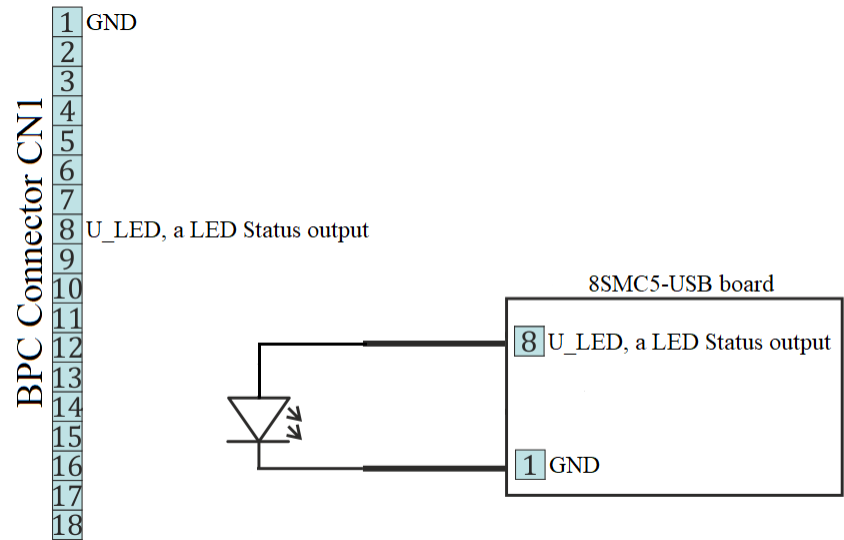 BPC Connector CN1
1 GND
2
3
4
5
6
7
8 U_LED, a LED Status output
9
10
11
12
13
14
15
16
17
18
8SMC5-USB board
8 U_LED, a LED Status output
1 GND